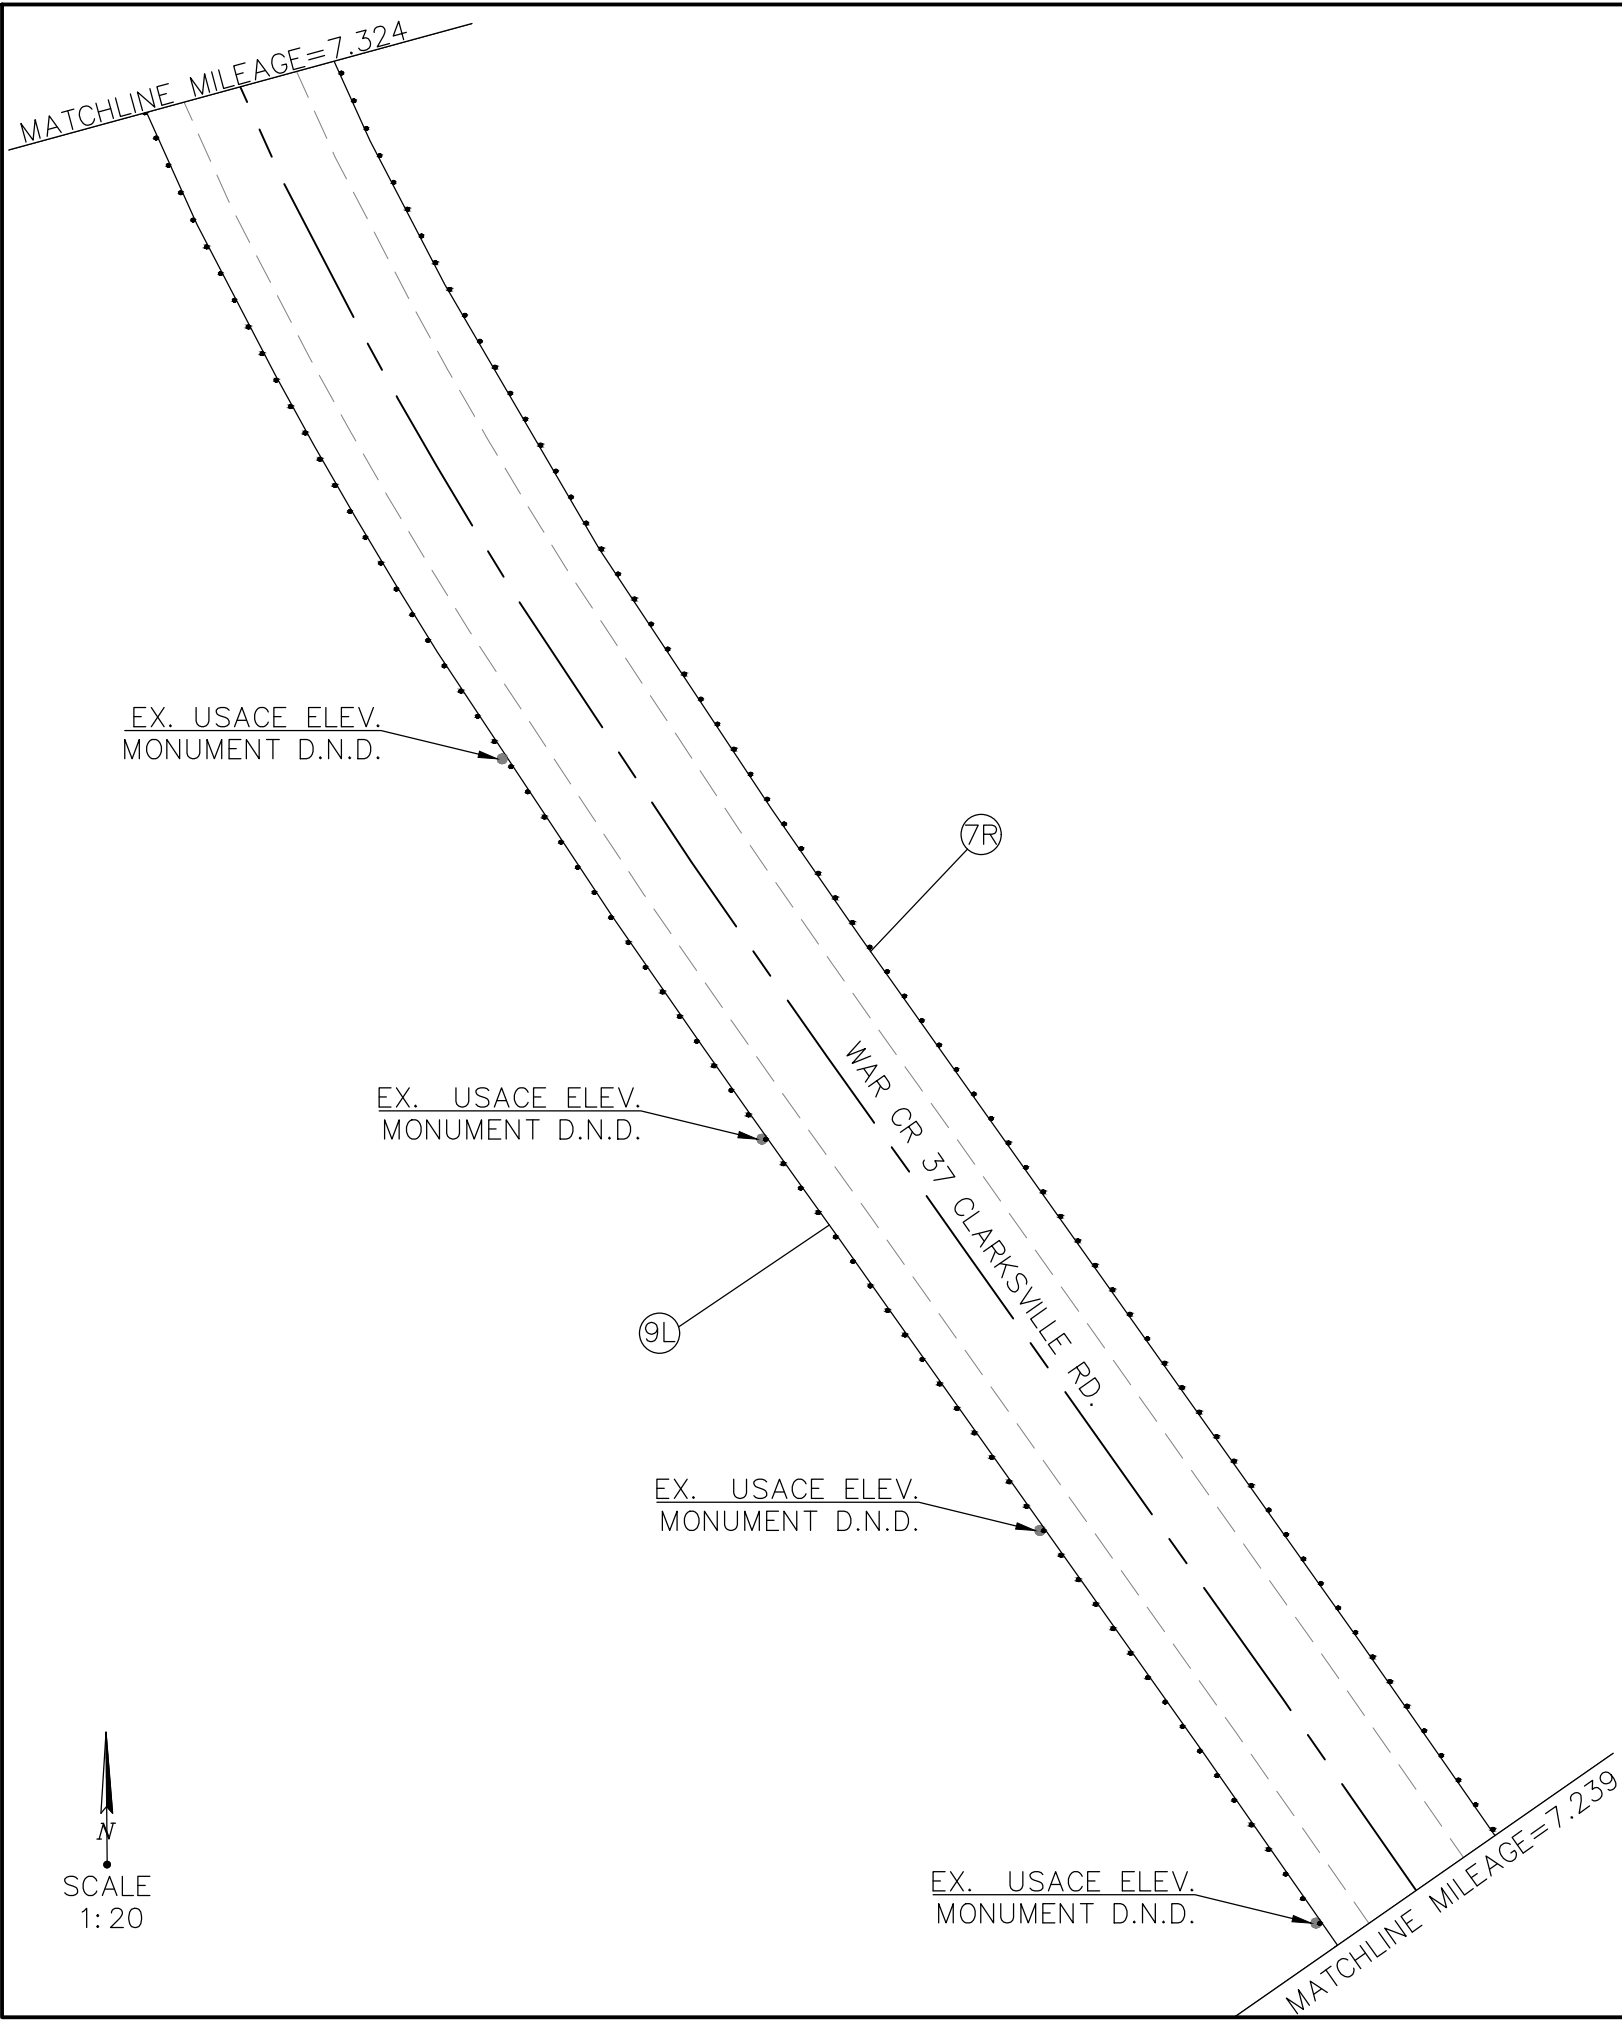 MATCHLINE MILEAGE=7.324
EX. USACE ELEV.
MONUMENT D.N.D.
7R
EX. USACE ELEV.
MONUMENT D.N.D.
WAR CR 37 CLARKSVILLE RD.
9L
EX. USACE ELEV.
MONUMENT D.N.D.
N
SCALE
1:20
EX. USACE ELEV.
MONUMENT D.N.D.
MATCHLINE MILEAGE=7.239